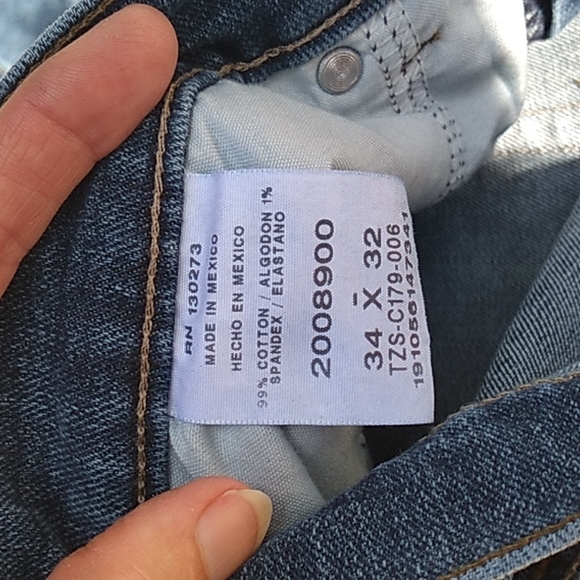 RN 130273
MADE IN MEXICO
HECHO EN MEXICO
99% COTTON / ALGODON 1%
SPANDEX / ELASTANO
2008900
34 X 32
TZS-C179-006
191056147341